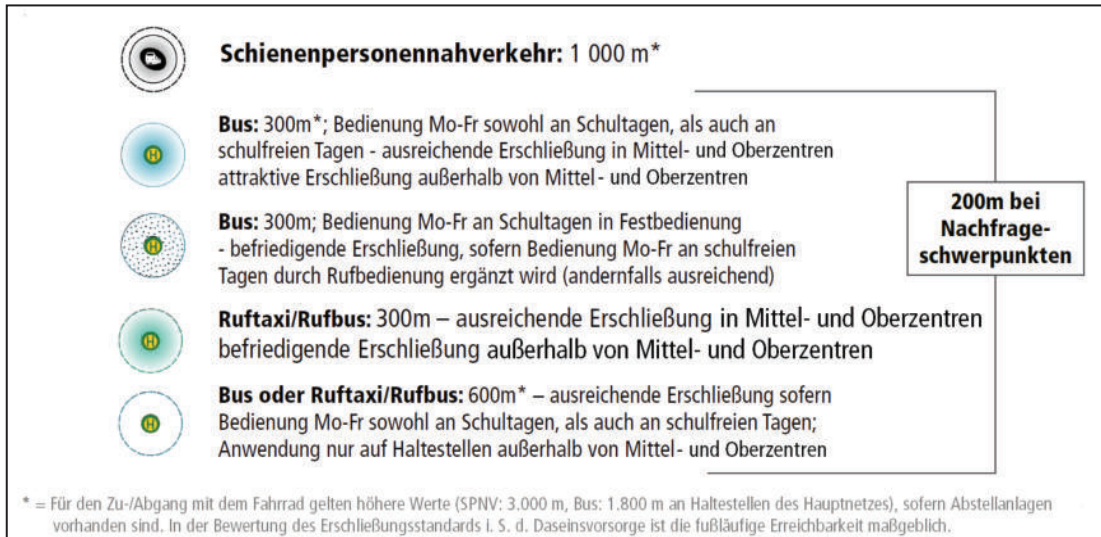 Schienenpersonennahverkehr: 1 000 m*
Bus: 300m*; Bedienung Mo-Fr sowohl an Schultagen, als auch an
schulfreien Tagen - ausreichende Erschließung in Mittel- und Oberzentren
attraktive Erschließung außerhalb von Mittel- und Oberzentren
Bus: 300m; Bedienung Mo-Fr an Schultagen in Festbedienung
- befriedigende Erschließung, sofern Bedienung Mo-Fr an schulfreien
Tagen durch Rufbedienung ergänzt wird (andernfalls ausreichend)
Ruftaxi/Rufbus: 300m – ausreichende Erschließung in Mittel- und Oberzentren
befriedigende Erschließung außerhalb von Mittel- und Oberzentren
Bus oder Ruftaxi/Rufbus: 600m* – ausreichende Erschließung sofern
Bedienung Mo-Fr sowohl an Schultagen, als auch an schulfreien Tagen;
Anwendung nur auf Haltestellen außerhalb von Mittel- und Oberzentren
200m bei
Nachfrage-
schwerpunkten
H
H
H
H
* = Für den Zu-/Abgang mit dem Fahrrad gelten höhere Werte (SPNV: 3.000 m, Bus: 1.800 m an Haltestellen des Hauptnetzes), sofern Abstellanlagen
vorhanden sind. In der Bewertung des Erschließungsstandards i. S. d. Daseinsvorsorge ist die fußläufige Erreichbarkeit maßgeblich.